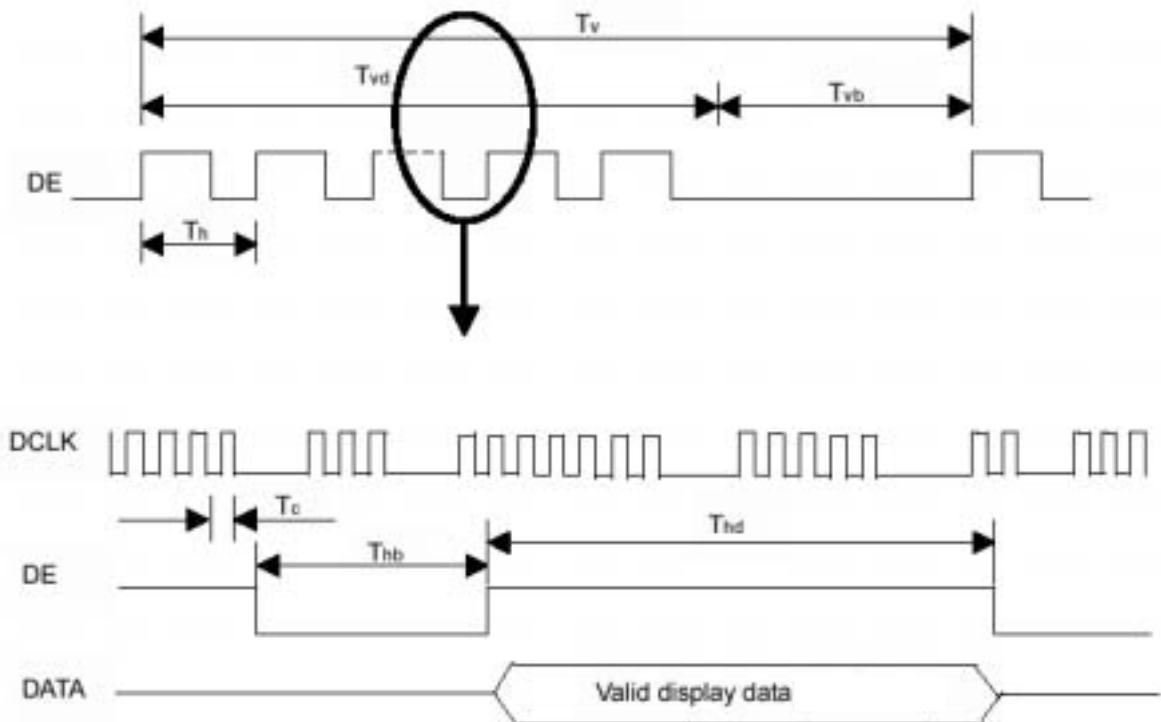 Tv
Tvd
Tvb
DE
Th
DCLK
Tc
Thd
Thb
DE
DATA
Valid display data